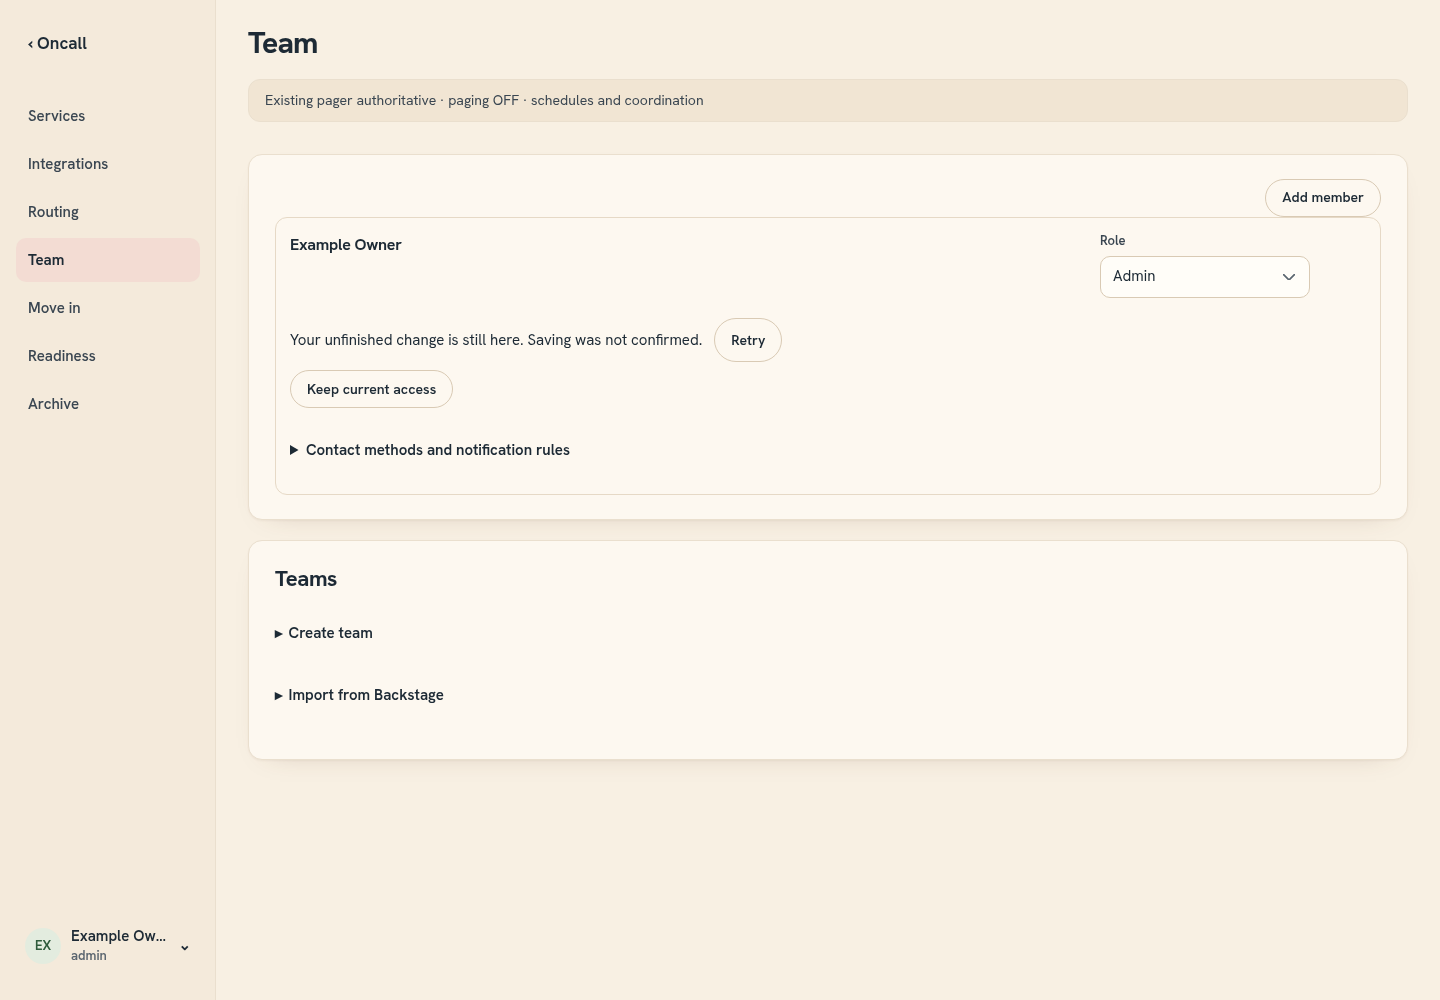 ‹ Oncall
Services
Integrations
Routing
Team
Move in
Readiness
Archive
EX
Example Ow...
admin
Team
Existing pager authoritative · paging OFF · schedules and coordination
Add member
Example Owner
Role
Admin
Your unfinished change is still here. Saving was not confirmed.
Retry
Keep current access
Contact methods and notification rules
Teams
Create team
Import from Backstage